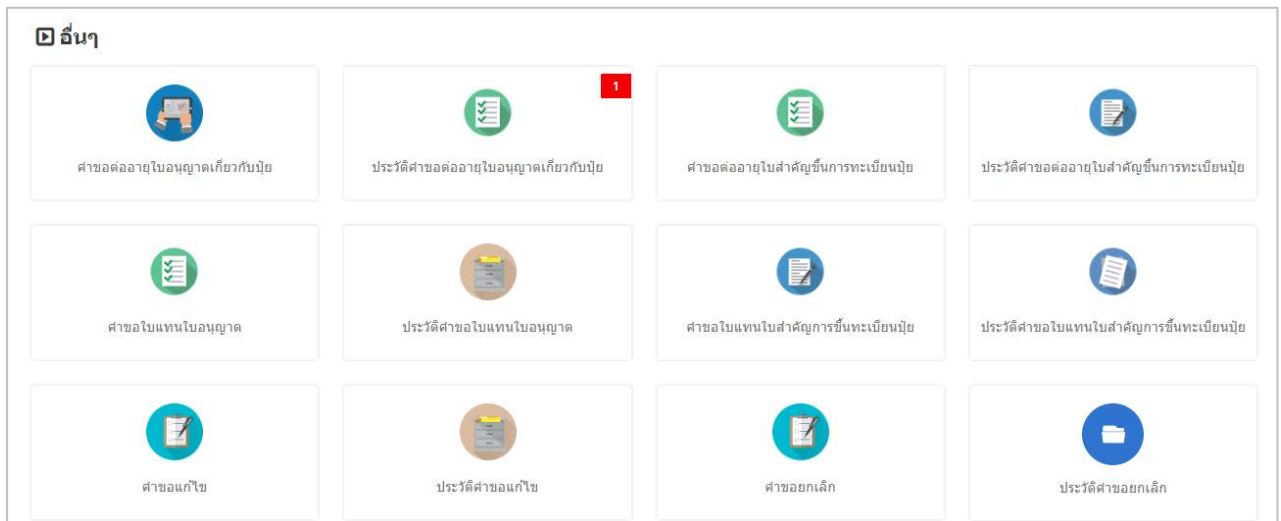 อื่นๆ
1
คำขอต่ออายุใบอนุญาตเกี่ยวกับปุ๋ย
ประวัติคำขอต่ออายุใบอนุญาตเกี่ยวกับปุ๋ย
คำขอต่ออายุใบสำคัญขึ้นการทะเบียนปุ๋ย
ประวัติคำขอต่ออายุใบสำคัญขึ้นการทะเบียนปุ๋ย
คำขอใบแทนใบอนุญาต
ประวัติคำขอใบแทนใบอนุญาต
คำขอใบแทนใบสำคัญการขึ้นทะเบียนปุ๋ย
ประวัติคำขอใบแทนใบสำคัญการขึ้นทะเบียนปุ๋ย
คำขอแก้ไข
ประวัติคำขอแก้ไข
คำขอยกเลิก
ประวัติคำขอยกเลิก